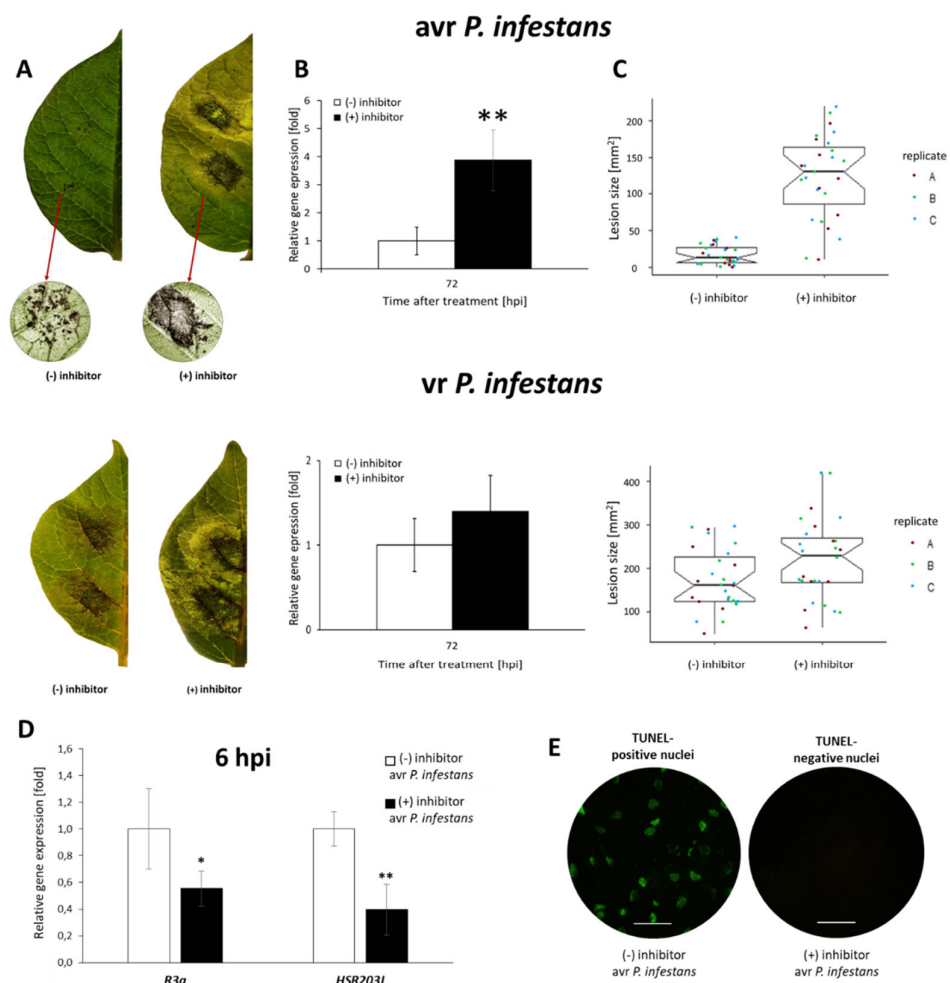 avr P. infestans
A
B
C
Relative gene epression [fold]
6
5
4
3
2
1
0
(-) inhibitor
(+) inhibitor
**
72
Time after treatment [hpi]
Lesion size [mm²]
200
150
100
50
0
(-) inhibitor
(+) inhibitor
replicate
A
B
C
(-) inhibitor
(+) inhibitor
vr P. infestans
Relative gene expression [fold]
2
1
0
(-) inhibitor
(+) inhibitor
72
Time after treatment [hpi]
Lesion size [mm²]
400
300
200
100
(-) inhibitor
(+) inhibitor
replicate
A
B
C
(-) inhibitor
(+) inhibitor
D
6 hpi
Relative gene expression [fold]
1,6
1,4
1,2
1,0
0,8
0,6
0,4
0,2
0,0
(-) inhibitor
avr P. infestans
(+) inhibitor
avr P. infestans
*
**
R3a
HSR203J
E
TUNEL-
positive nuclei
TUNEL-
negative nuclei
(-) inhibitor
avr P. infestans
(+) inhibitor
avr P. infestans